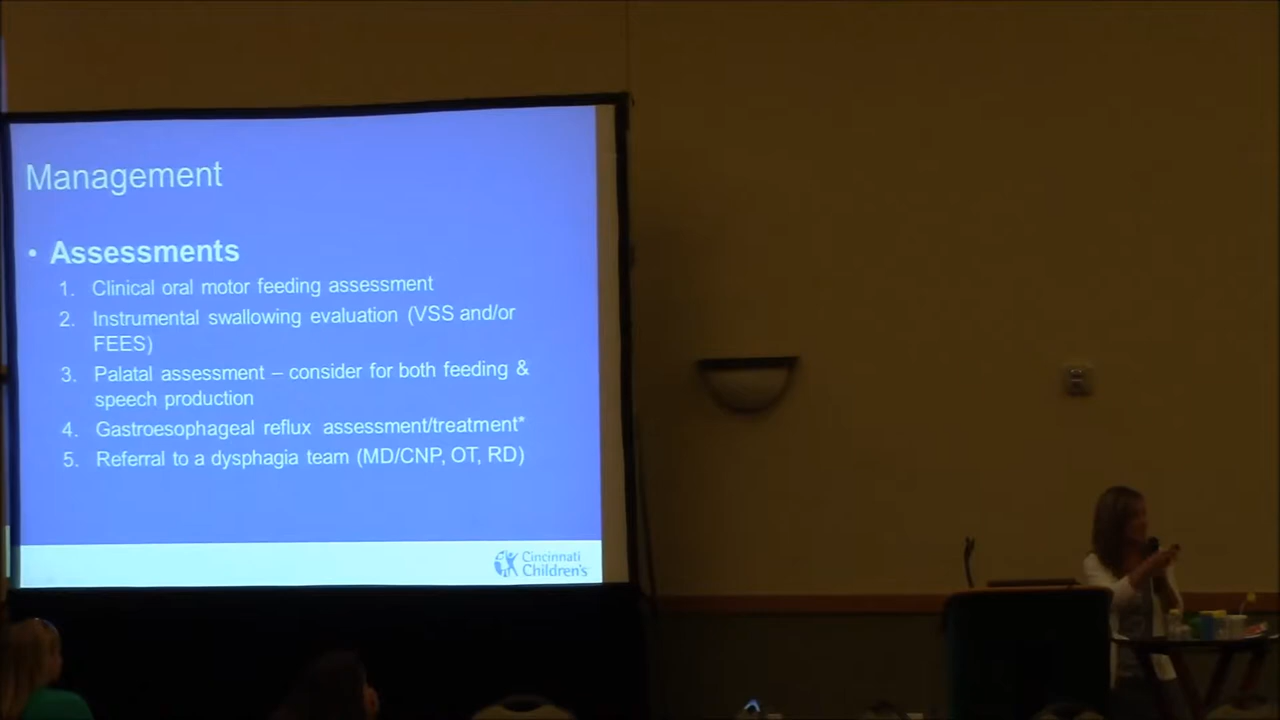 Management
• Assessments
1. Clinical oral motor feeding assessment
2. Instrumental swallowing evaluation (VSS and/or
FEES)
3. Palatal assessment – consider for both feeding &
speech production
4. Gastroesophageal reflux assessment/treatment*
5. Referral to a dysphagia team (MD/CNP, OT, RD)
Cincinnati
Children's